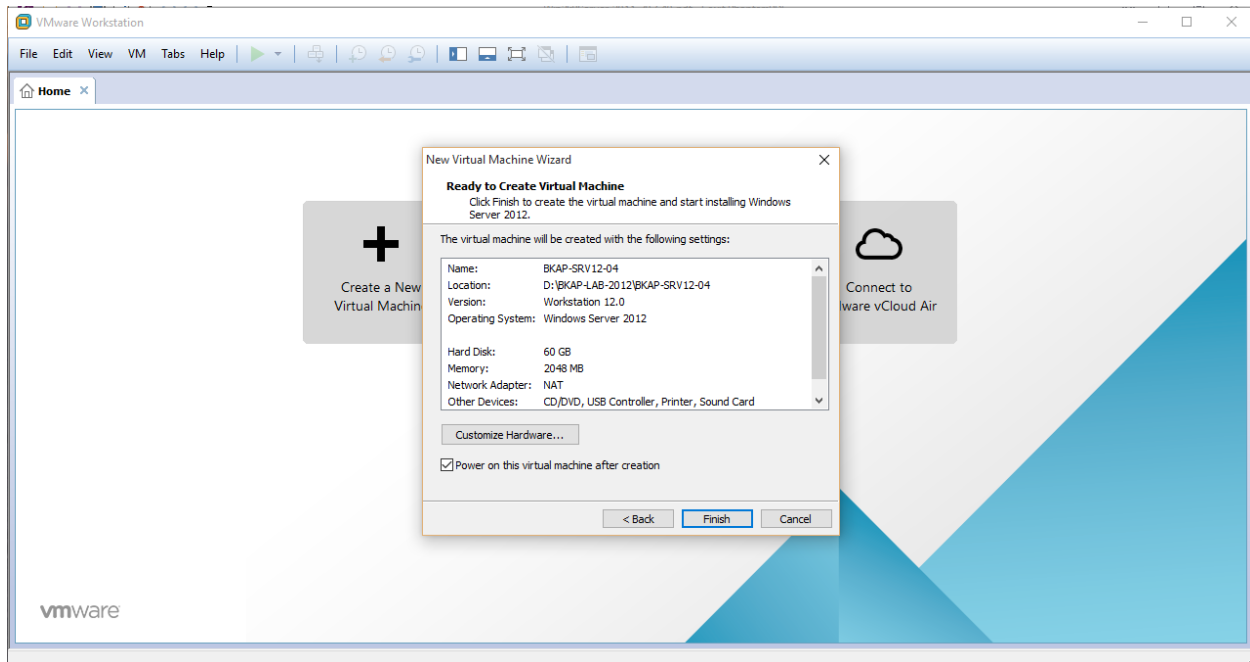 VMware Workstation
File Edit View VM Tabs Help
Home
New Virtual Machine Wizard
Ready to Create Virtual Machine
Click Finish to create the virtual machine and start installing Windows
Server 2012.
The virtual machine will be created with the following settings:
Name: BKAP-SRV12-04
Location: D:\BKAP-LAB-2012\BKAP-SRV12-04
Version: Workstation 12.0
Operating System: Windows Server 2012
Hard Disk: 60 GB
Memory: 2048 MB
Network Adapter: NAT
Other Devices: CD/DVD, USB Controller, Printer, Sound Card
Customize Hardware...
Power on this virtual machine after creation
< Back Finish Cancel
Create a New
Virtual Machin
Connect to
ware vCloud Air
vmware